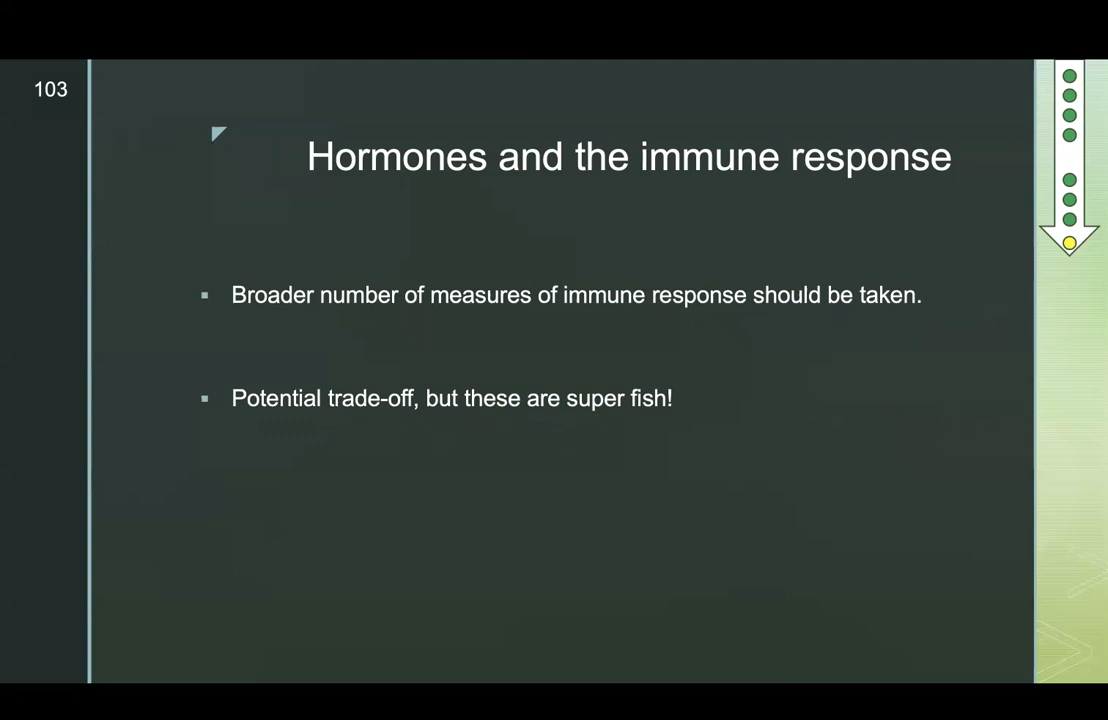 103
Hormones and the immune response
▪ Broader number of measures of immune response should be taken.
▪ Potential trade-off, but these are super fish!